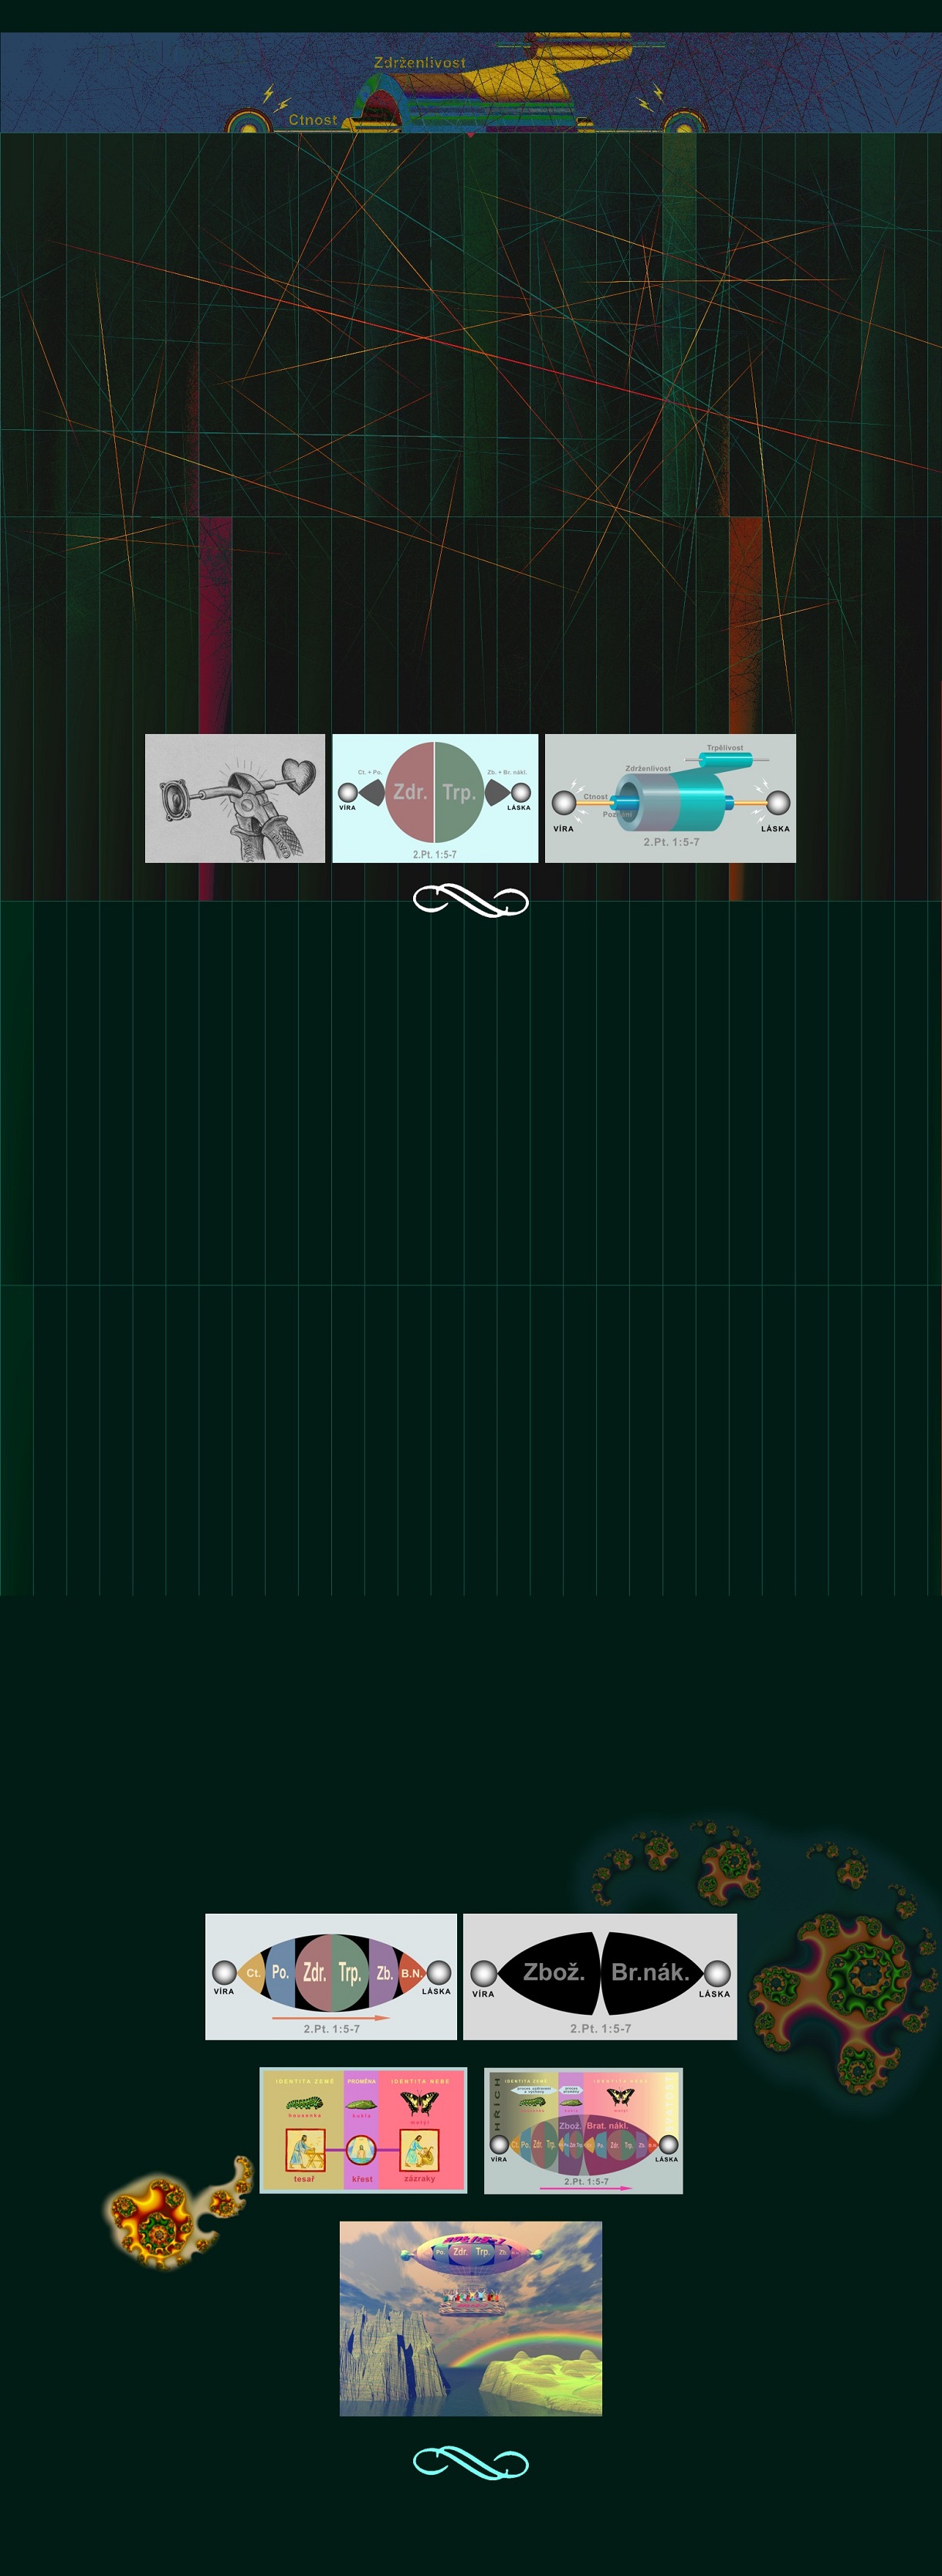 Zdrženlivost
Ctnost
Ct. + Po.
Zb. + Br. nákl.
Zdr. Trp.
VÍRA
LÁSKA
2.Pt. 1:5-7
Trpělivost
Zdrženlivost
Ctnost
VÍRA
LÁSKA
2.Pt. 1:5-7
Ct. Po. Zdr. Trp. Zb. B.N.
VÍRA
LÁSKA
2.Pt. 1:5-7
Zbož. Br.nák.
VÍRA
LÁSKA
2.Pt. 1:5-7
IDENTITA ZEMĚ PROMĚNA IDENTITA NEBE
housenka kukla motýl
tesař křest zázraky
HŘÍCH
IDENTITA ZEMĚ
motýl
Zbož. Brat. nákl.
Po. Zdr. Trp.
VÍRA
LÁSKA
2.Pt. 1:5-7
Po. Zdr. Trp. Zb.